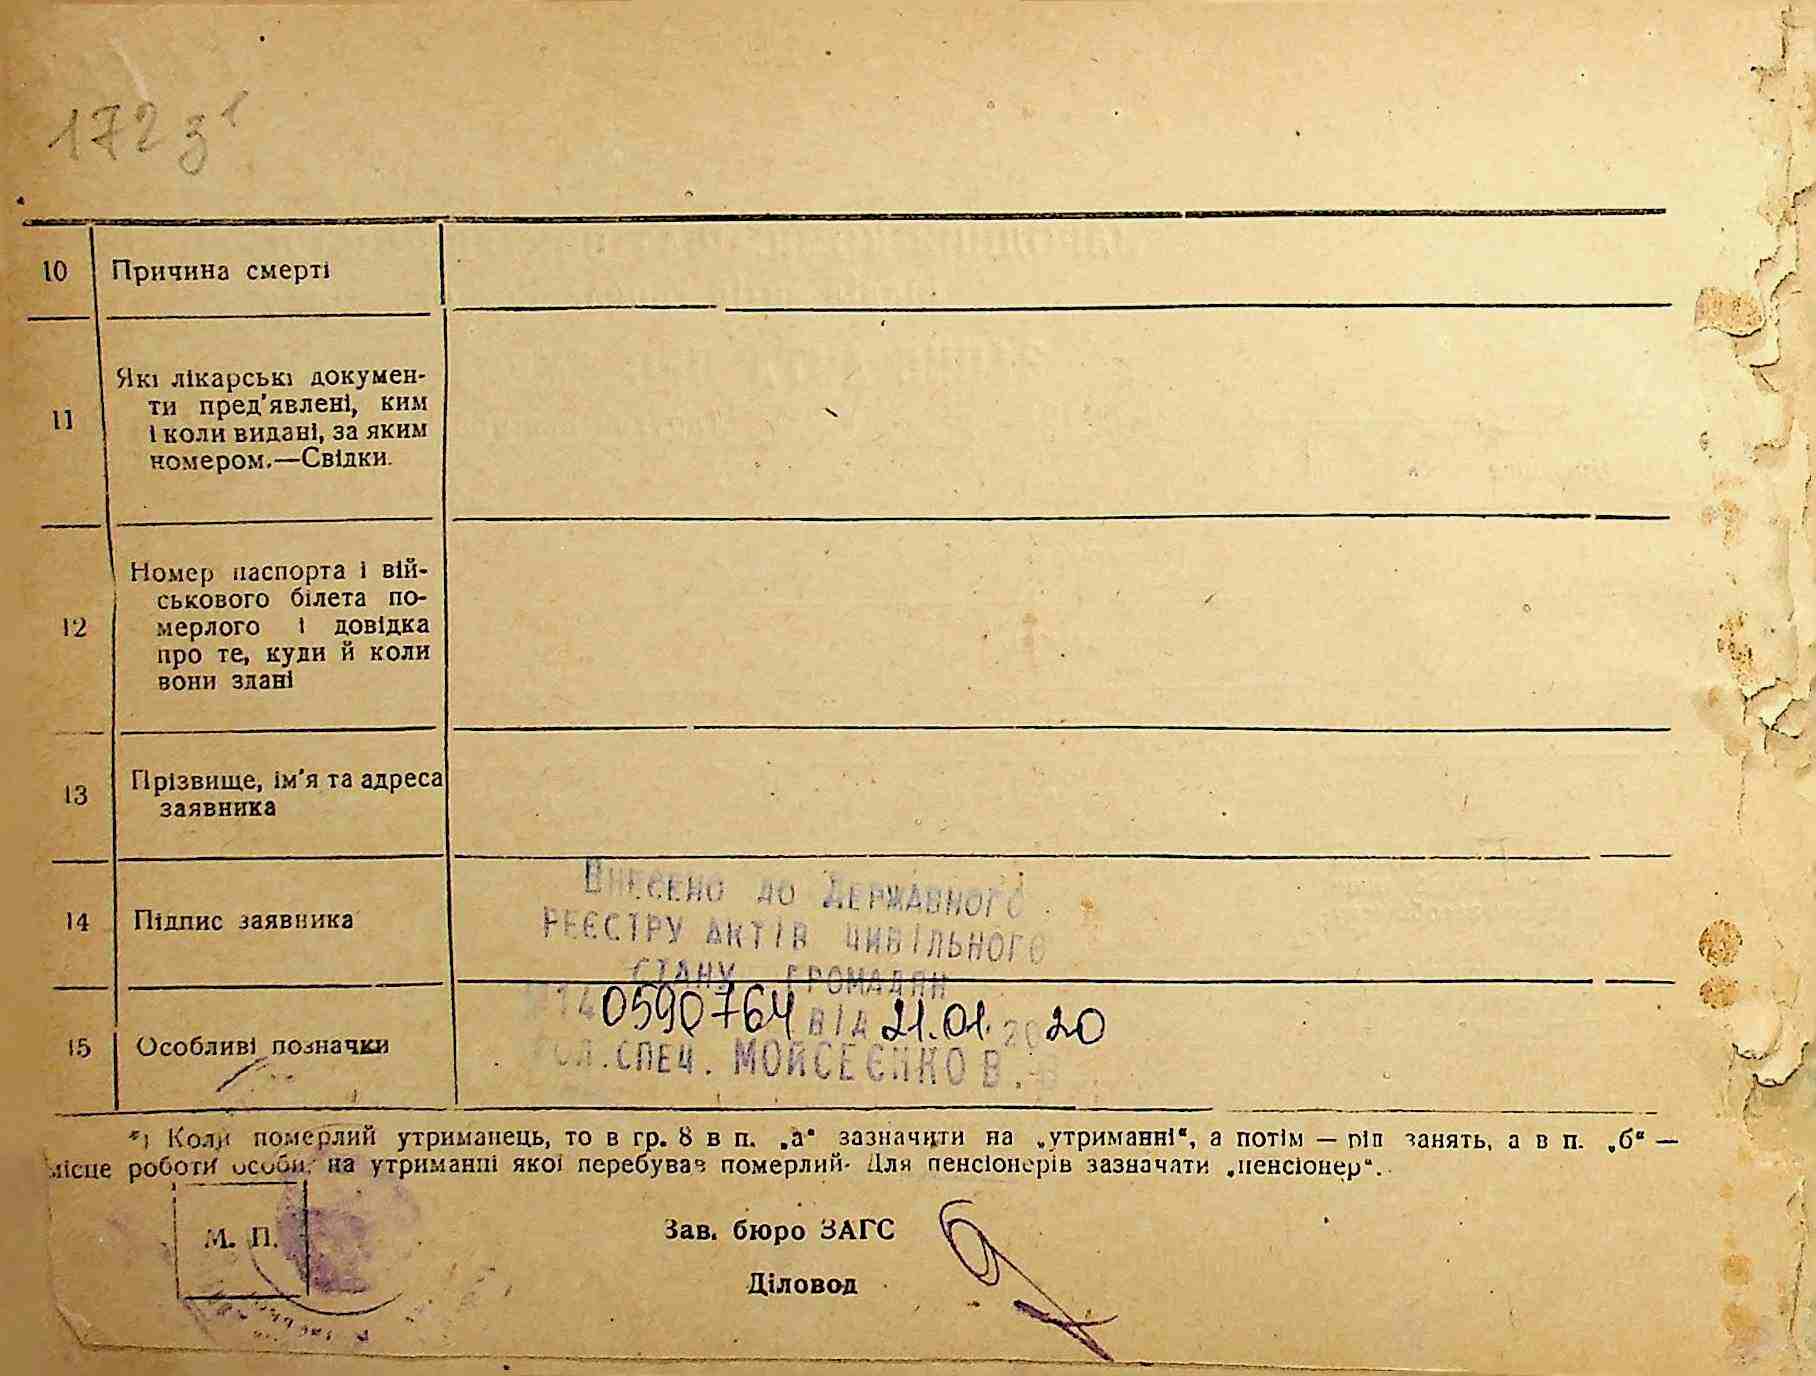 172 з
10 Причина смерті
11 Які лікарські докумен-
ти пред'явлені, ким
і коли видані, за яким
номером.—Свідки.
12 Номер паспорта і вій-
ськового білета по-
мерлого і довідка
про те, куди й коли
вони здані
13 Прізвище, ім'я та адреса
заявника
14 Підпис заявника
ВНЕСЕНО ДО ДЕРЖАВНОГО
РЕЄСТРУ АКТІВ ЦИВІЛЬНОГО
СТАНУ ГРОМАДЯН
0590764 ВІД 21.01. 2020
15 Особливі позначки
ГОЛ.СПЕЦ. МОЙСЕЄНКО В.
*) Коли померлий утриманець, то в гр. 8 в п. „а“ зазначити на „утриманні“, а потім — рід занять, а в п. „б“ —
місце роботи особи, на утриманні якої перебував померлий. Для пенсіонерів зазначати „пенсіонер“.
М. П.
Зав. бюро ЗАГС
Діловод